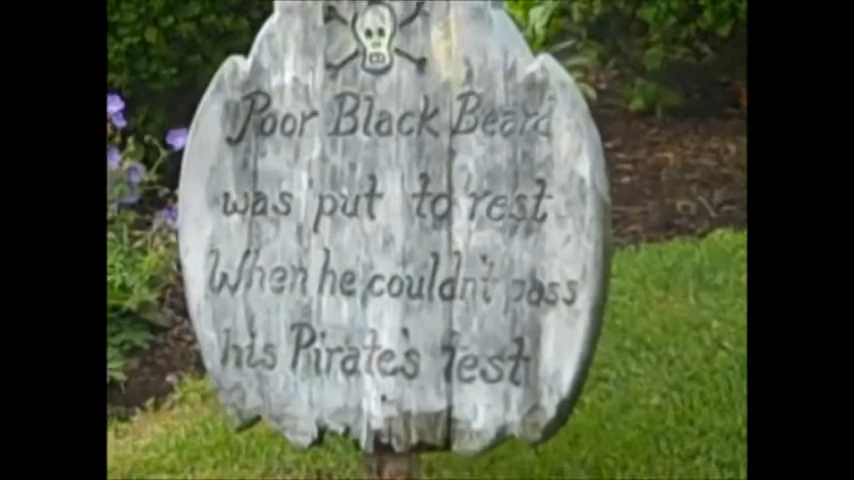 Poor Black Beard
was put to rest
When he couldn't pass
his Pirate's Test